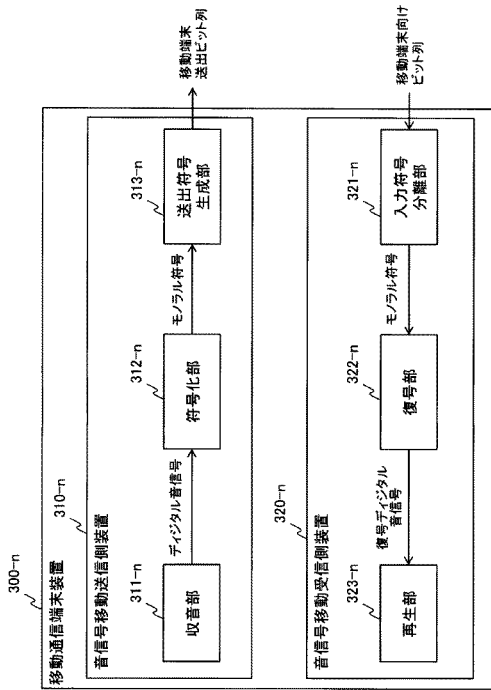 300-n
移動通信端末装置
310-n
音信号移動送信側装置
311-n
収音部
ディジタル音信号
312-n
符号化部
モノラル符号
313-n
送出符号
生成部
移動端末
送出ビット列
320-n
音信号移動受信側装置
323-n
再生部
復号ディジタル
音信号
322-n
復号部
モノラル符号
321-n
入力符号
分離部
移動端末向け
ビット列